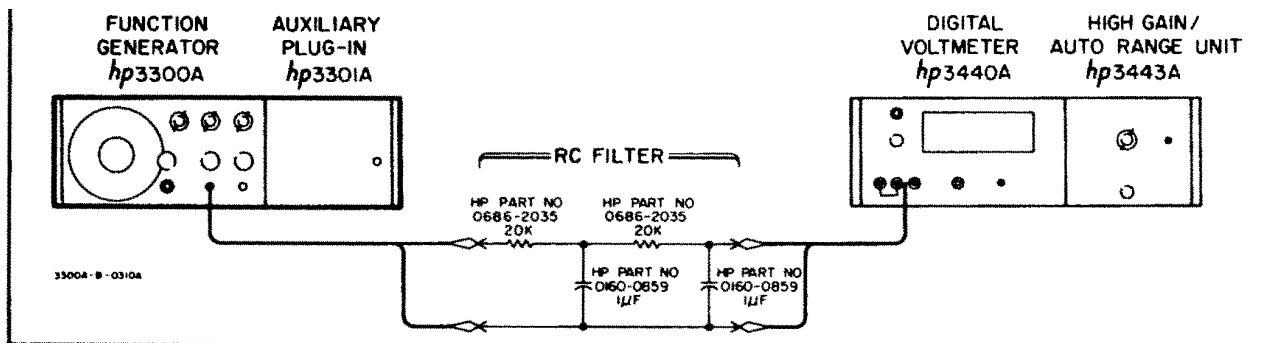 FUNCTION
GENERATOR
hp3300A
AUXILIARY
PLUG-IN
hp3301A
DIGITAL
VOLTMETER
hp3440A
HIGH GAIN/
AUTO RANGE UNIT
hp3443A
RC FILTER
HP PART NO
0686-2035
20K
HP PART NO
0686-2035
20K
HP PART NO
0160-0859
1μF
HP PART NO
0160-0859
1μF
3300A-B-0310A